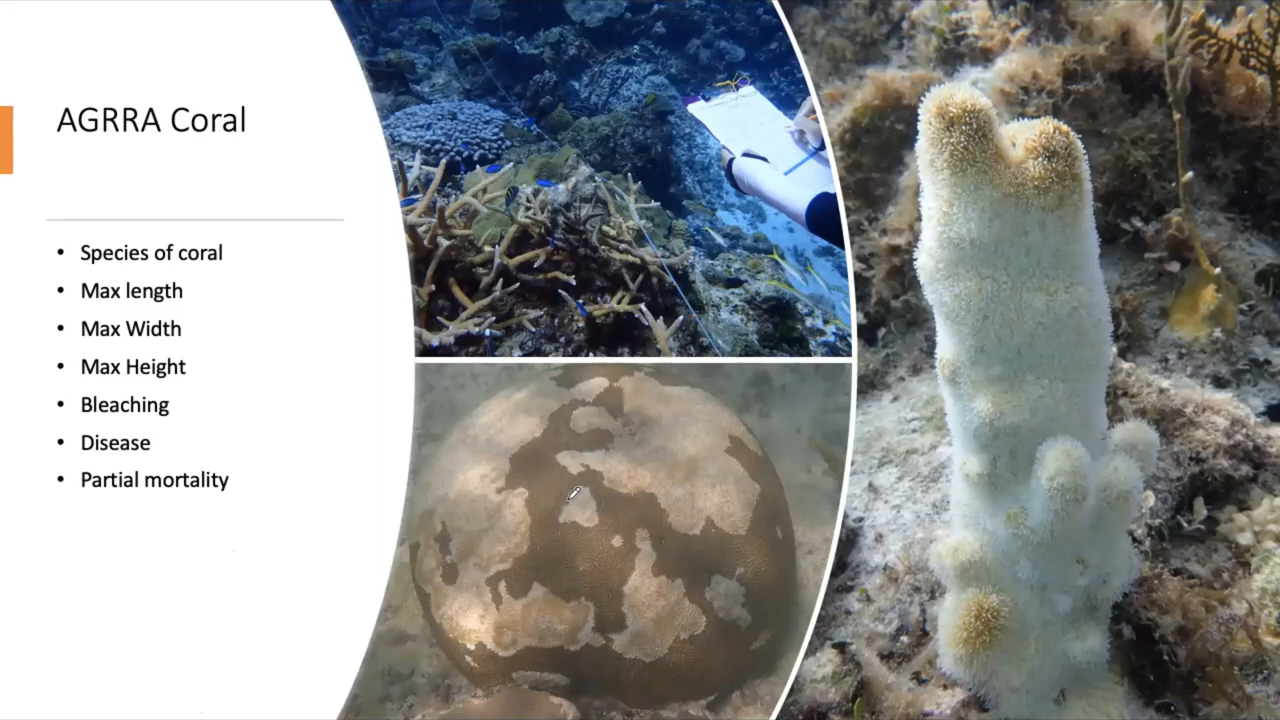 AGRRA Coral
• Species of coral
• Max length
• Max Width
• Max Height
• Bleaching
• Disease
• Partial mortality